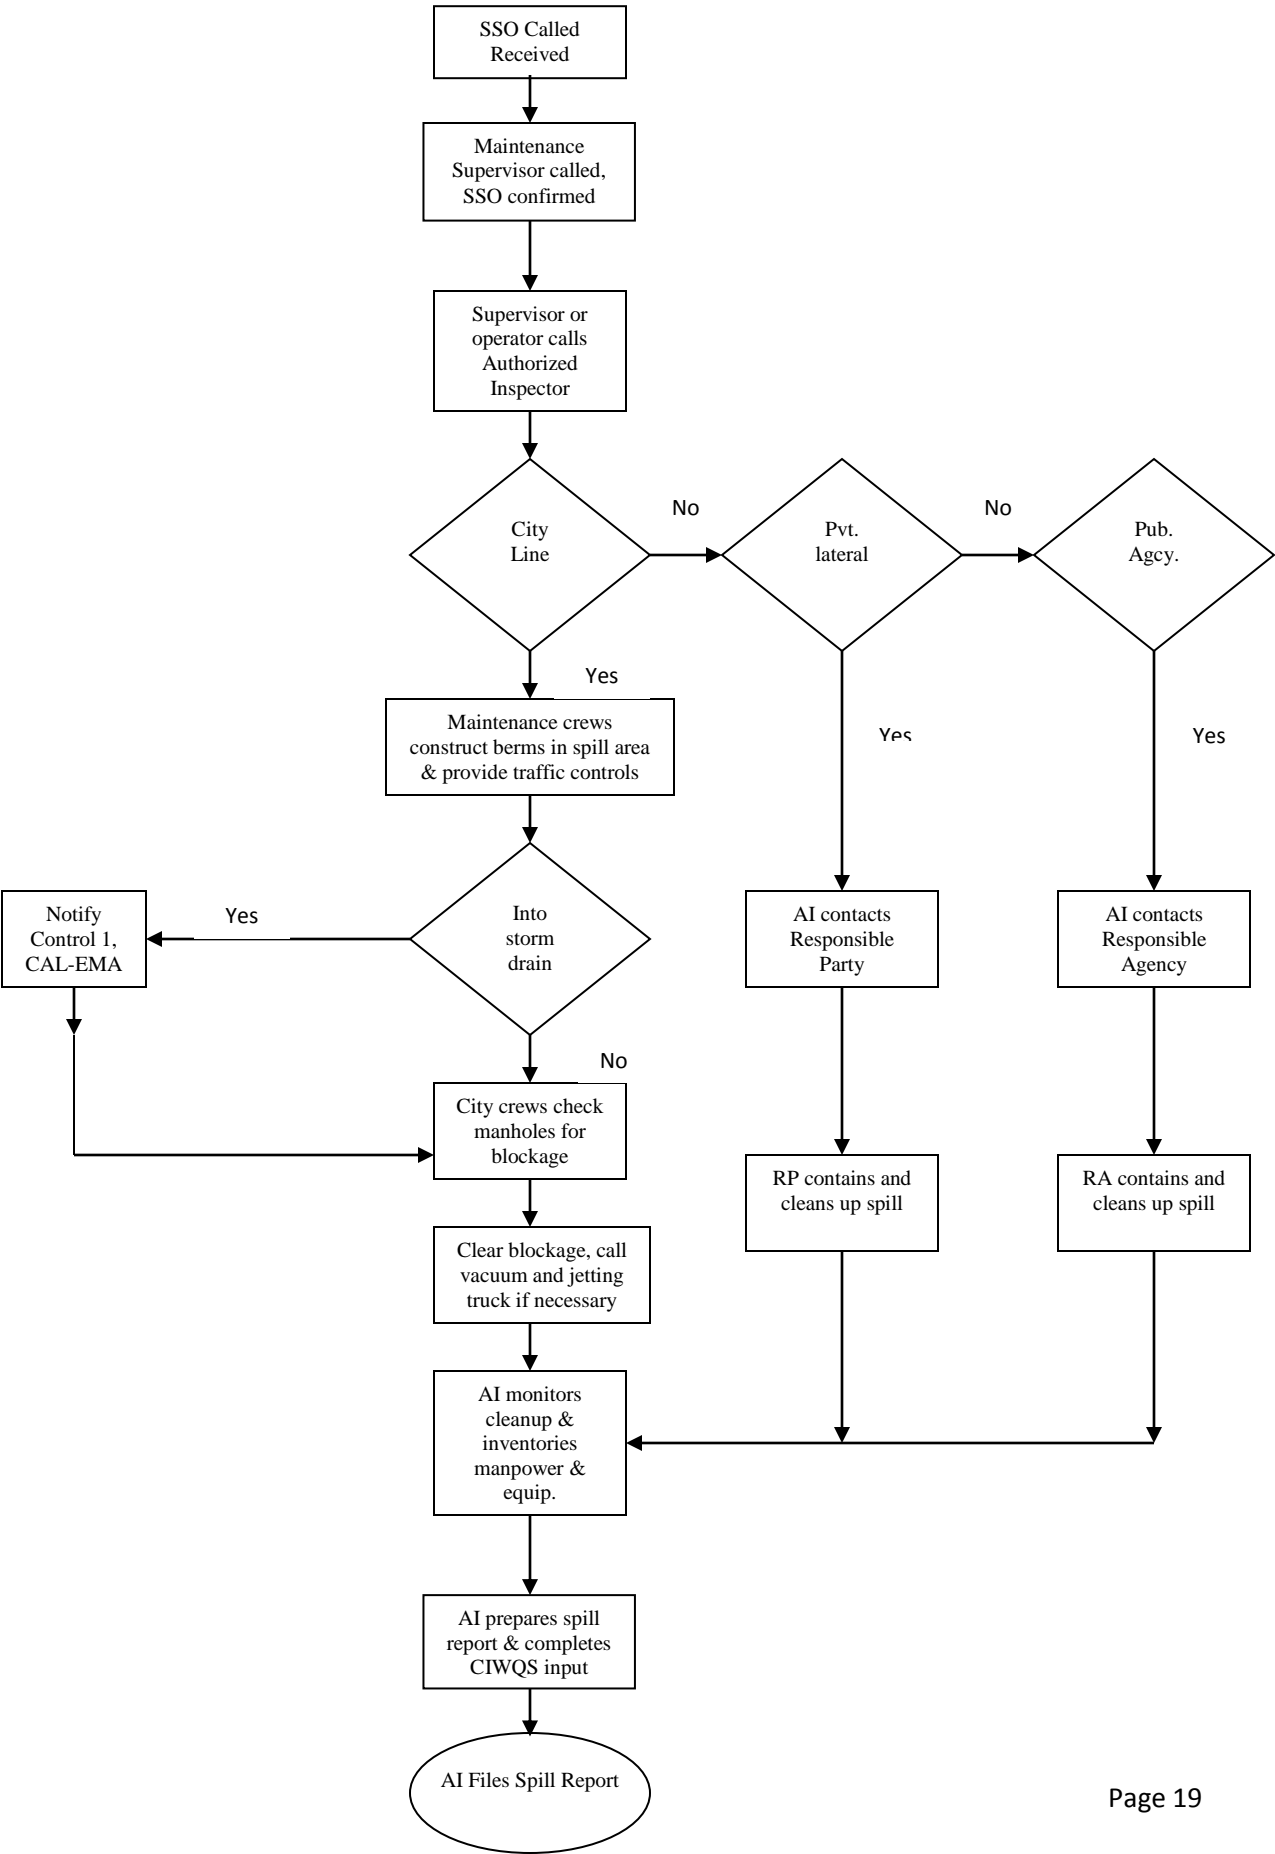 SSO Called
Received
Maintenance
Supervisor called,
SSO confirmed
Supervisor or
operator calls
Authorized
Inspector
City
Line
No
Pvt.
lateral
No
Pub.
Agcy.
Yes
Maintenance crews
construct berms in spill area
& provide traffic controls
Yes
Yes
Notify
Control 1,
CAL-EMA
Yes
Into
storm
drain
AI contacts
Responsible
Party
AI contacts
Responsible
Agency
No
City crews check
manholes for
blockage
RP contains and
cleans up spill
RA contains and
cleans up spill
Clear blockage, call
vacuum and jetting
truck if necessary
AI monitors
cleanup &
inventories
manpower &
equip.
AI prepares spill
report & completes
CIWQS input
AI Files Spill Report
Page 19